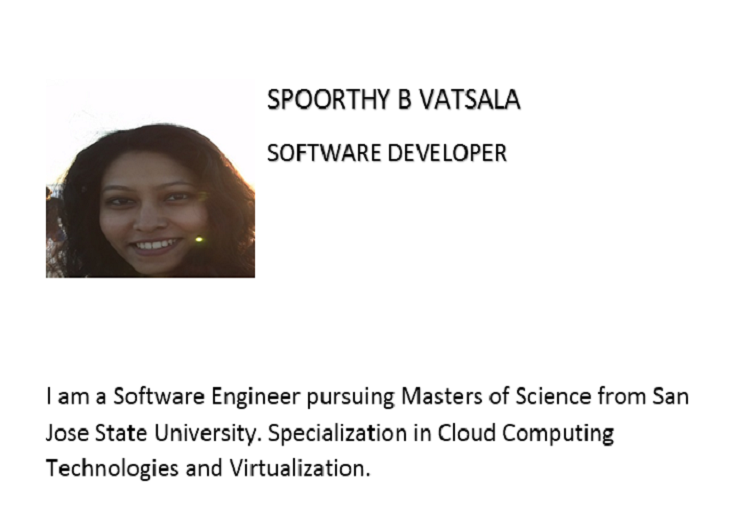 SPOORTHY B VATSALA
SOFTWARE DEVELOPER
I am a Software Engineer pursuing Masters of Science from San
Jose State University. Specialization in Cloud Computing
Technologies and Virtualization.